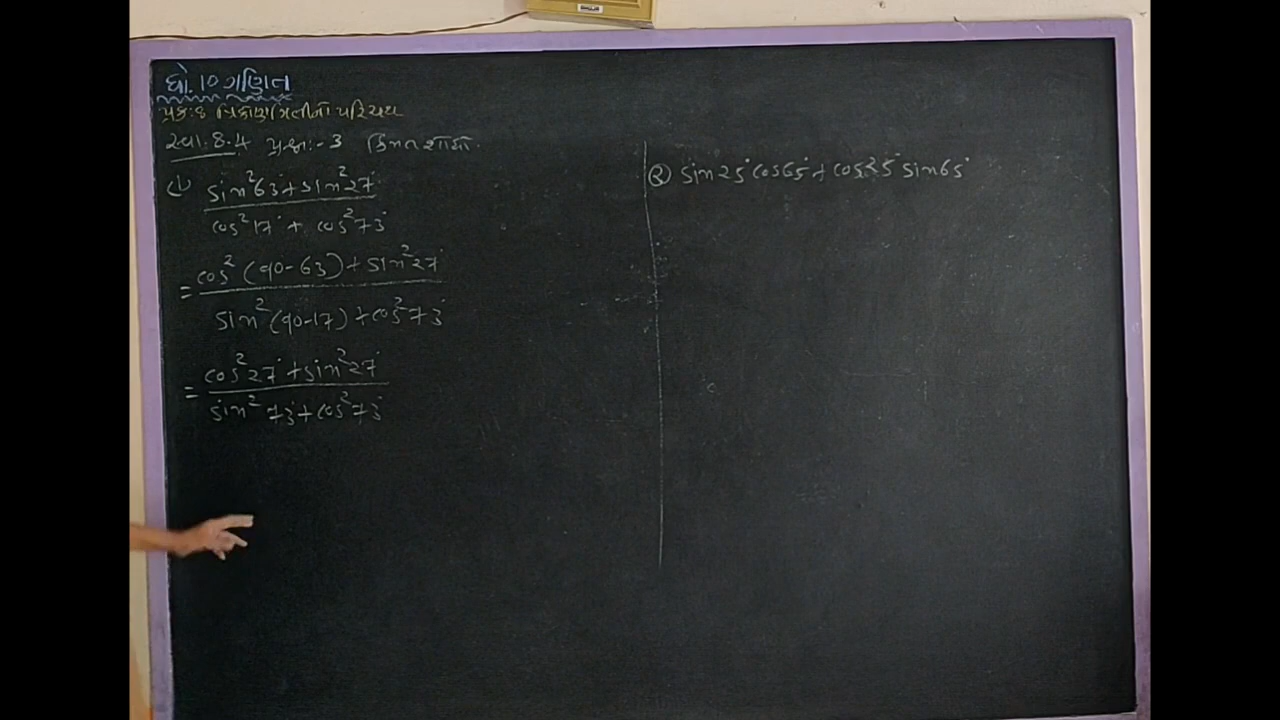 ધો. 10 ગણિત
પ્રક: 8 ત્રિકોણમિતિનો પરિચય
સ્વા. 8.4 પ્રશ્ન:- 3 કિંમત શોધો.
(1) sin²63° + sin²27°
cos²17° + cos²73°
= cos²(90-63) + sin²27°
sin²(90-17) + cos²73°
= cos²27° + sin²27°
sin²73° + cos²73°
(2) sin25° cos65° + cos25° sin65°